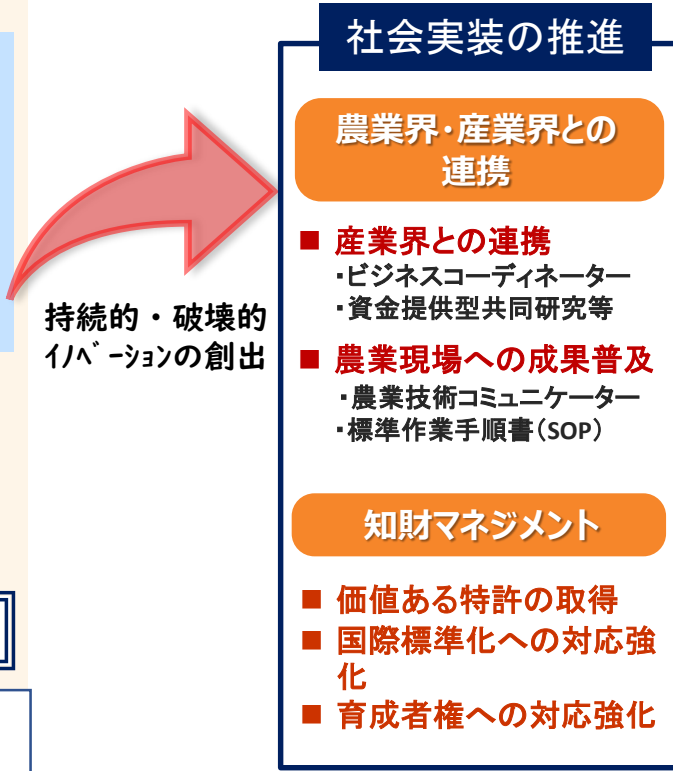 社会実装の推進
農業界・産業界との
連携
■ 産業界との連携
・ビジネスコーディネーター
・資金提供型共同研究等
持続的・破壊的
ｲﾉﾍﾞｰｼｮﾝの創出
■ 農業現場への成果普及
・農業技術コミュニケーター
・標準作業手順書（SOP）
知財マネジメント
■ 価値ある特許の取得
■ 国際標準化への対応強
化
■ 育成者権への対応強化